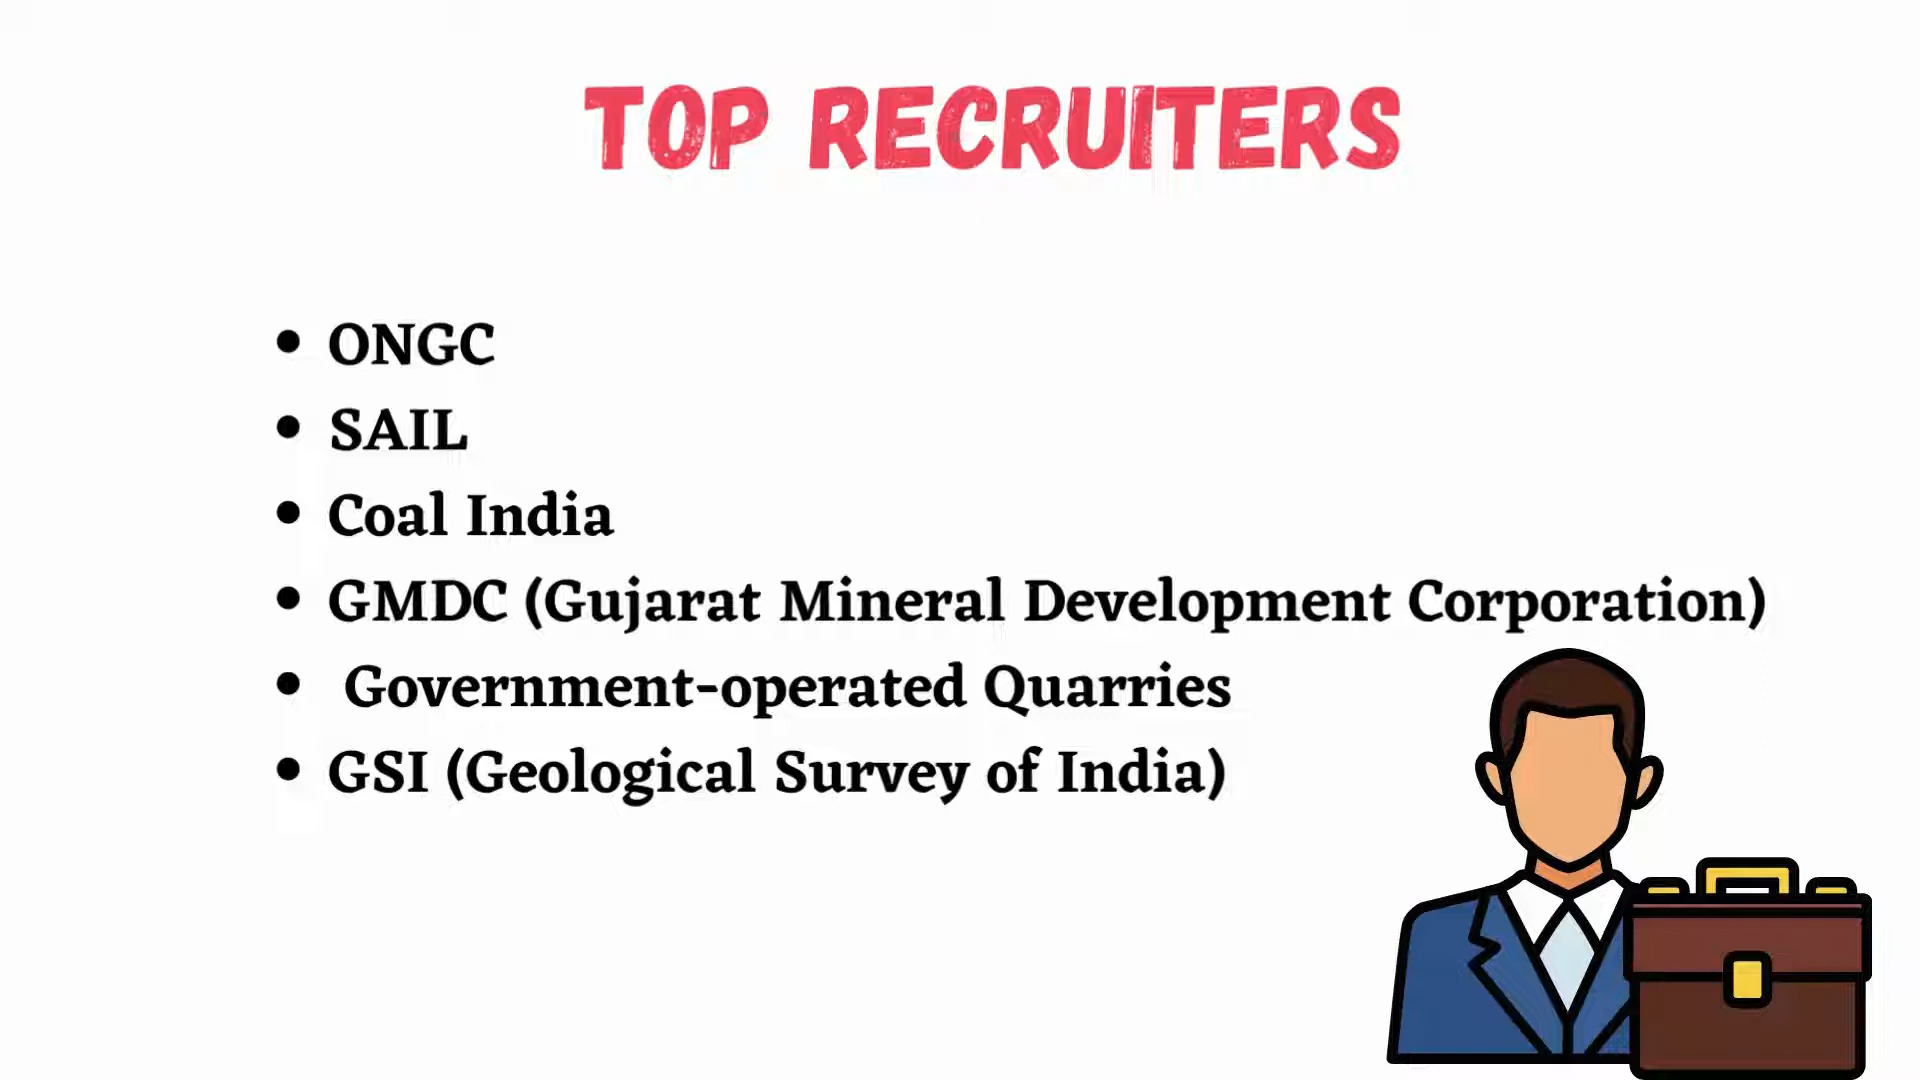 TOP RECRUITERS
• ONGC
• SAIL
• Coal India
• GMDC (Gujarat Mineral Development Corporation)
• Government-operated Quarries
• GSI (Geological Survey of India)